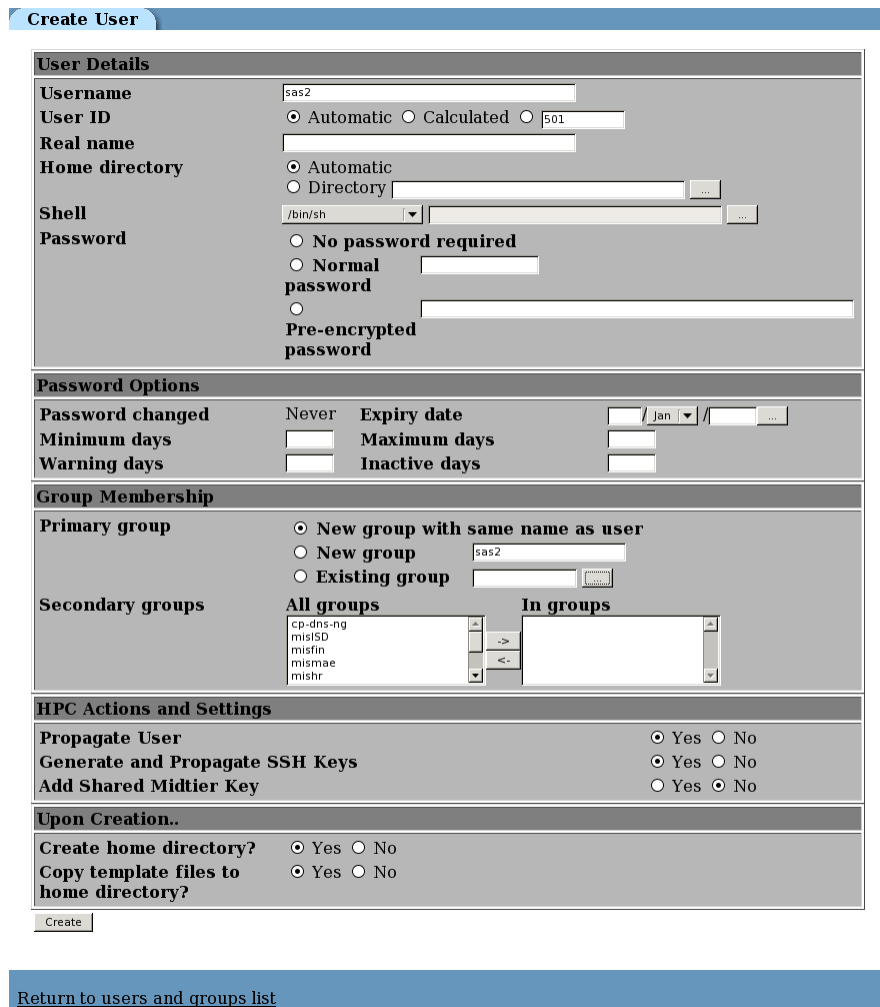 Create User
User Details
Username sas2
User ID Automatic Calculated 501
Real name
Home directory Automatic
Directory ...
Shell /bin/sh ...
Password No password required
Normal
password
Pre-encrypted
password
Password Options
Password changed Never Expiry date / Jan / ...
Minimum days Maximum days
Warning days Inactive days
Group Membership
Primary group New group with same name as user
New group sas2
Existing group ...
Secondary groups All groups In groups
cp-dns-ng
misISD
misfin
mismae
mishr
->
<-
HPC Actions and Settings
Propagate User Yes No
Generate and Propagate SSH Keys Yes No
Add Shared Midtier Key Yes No
Upon Creation..
Create home directory? Yes No
Copy template files to Yes No
home directory?
Create
Return to users and groups list